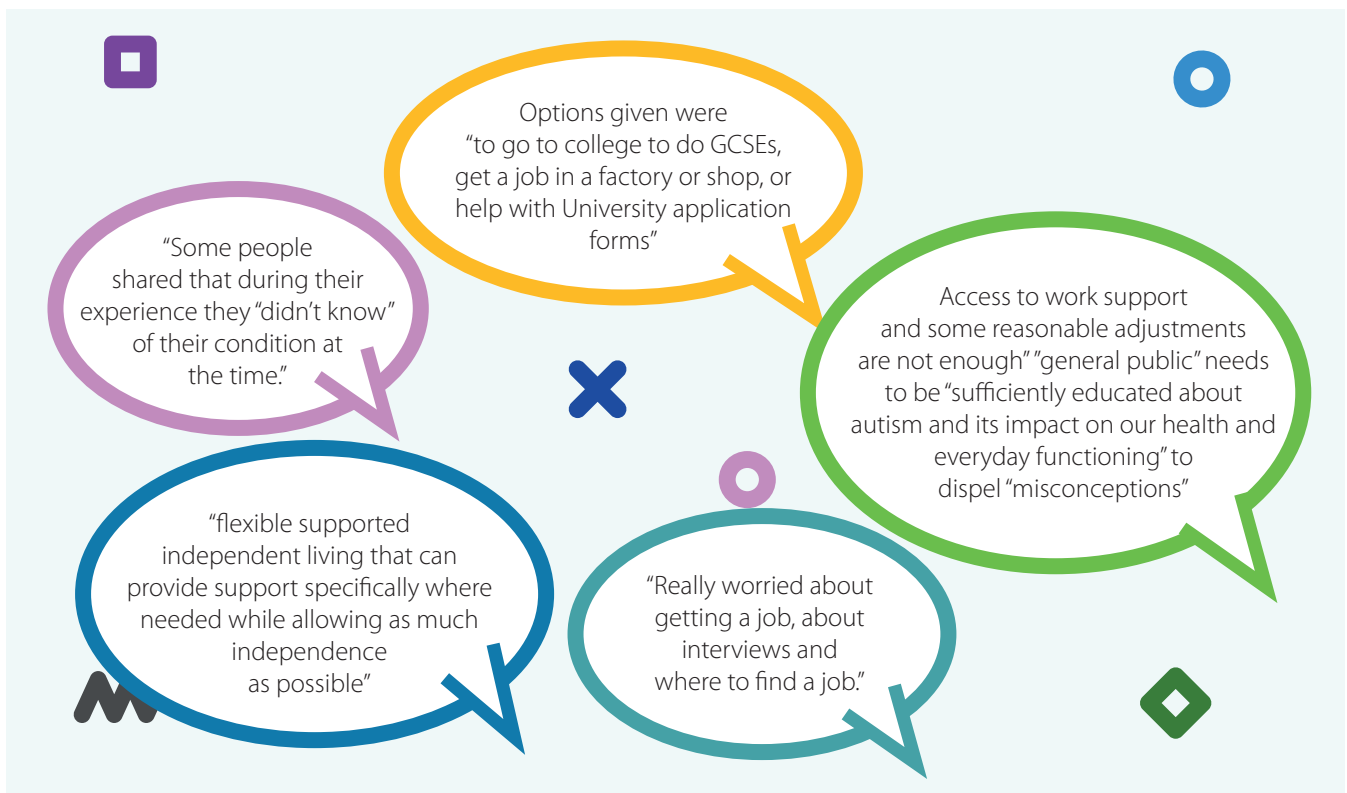 Options given were
“to go to college to do GCSEs,
get a job in a factory or shop, or
help with University application
forms”
“Some people
shared that during their
experience they “didn’t know”
of their condition at
the time.”
Access to work support
and some reasonable adjustments
are not enough” ”general public” needs
to be “sufficiently educated about
autism and its impact on our health and
everyday functioning” to
dispel “misconceptions”
“flexible supported
independent living that can
provide support specifically where
needed while allowing as much
independence
as possible”
“Really worried about
getting a job, about
interviews and
where to find a job.”